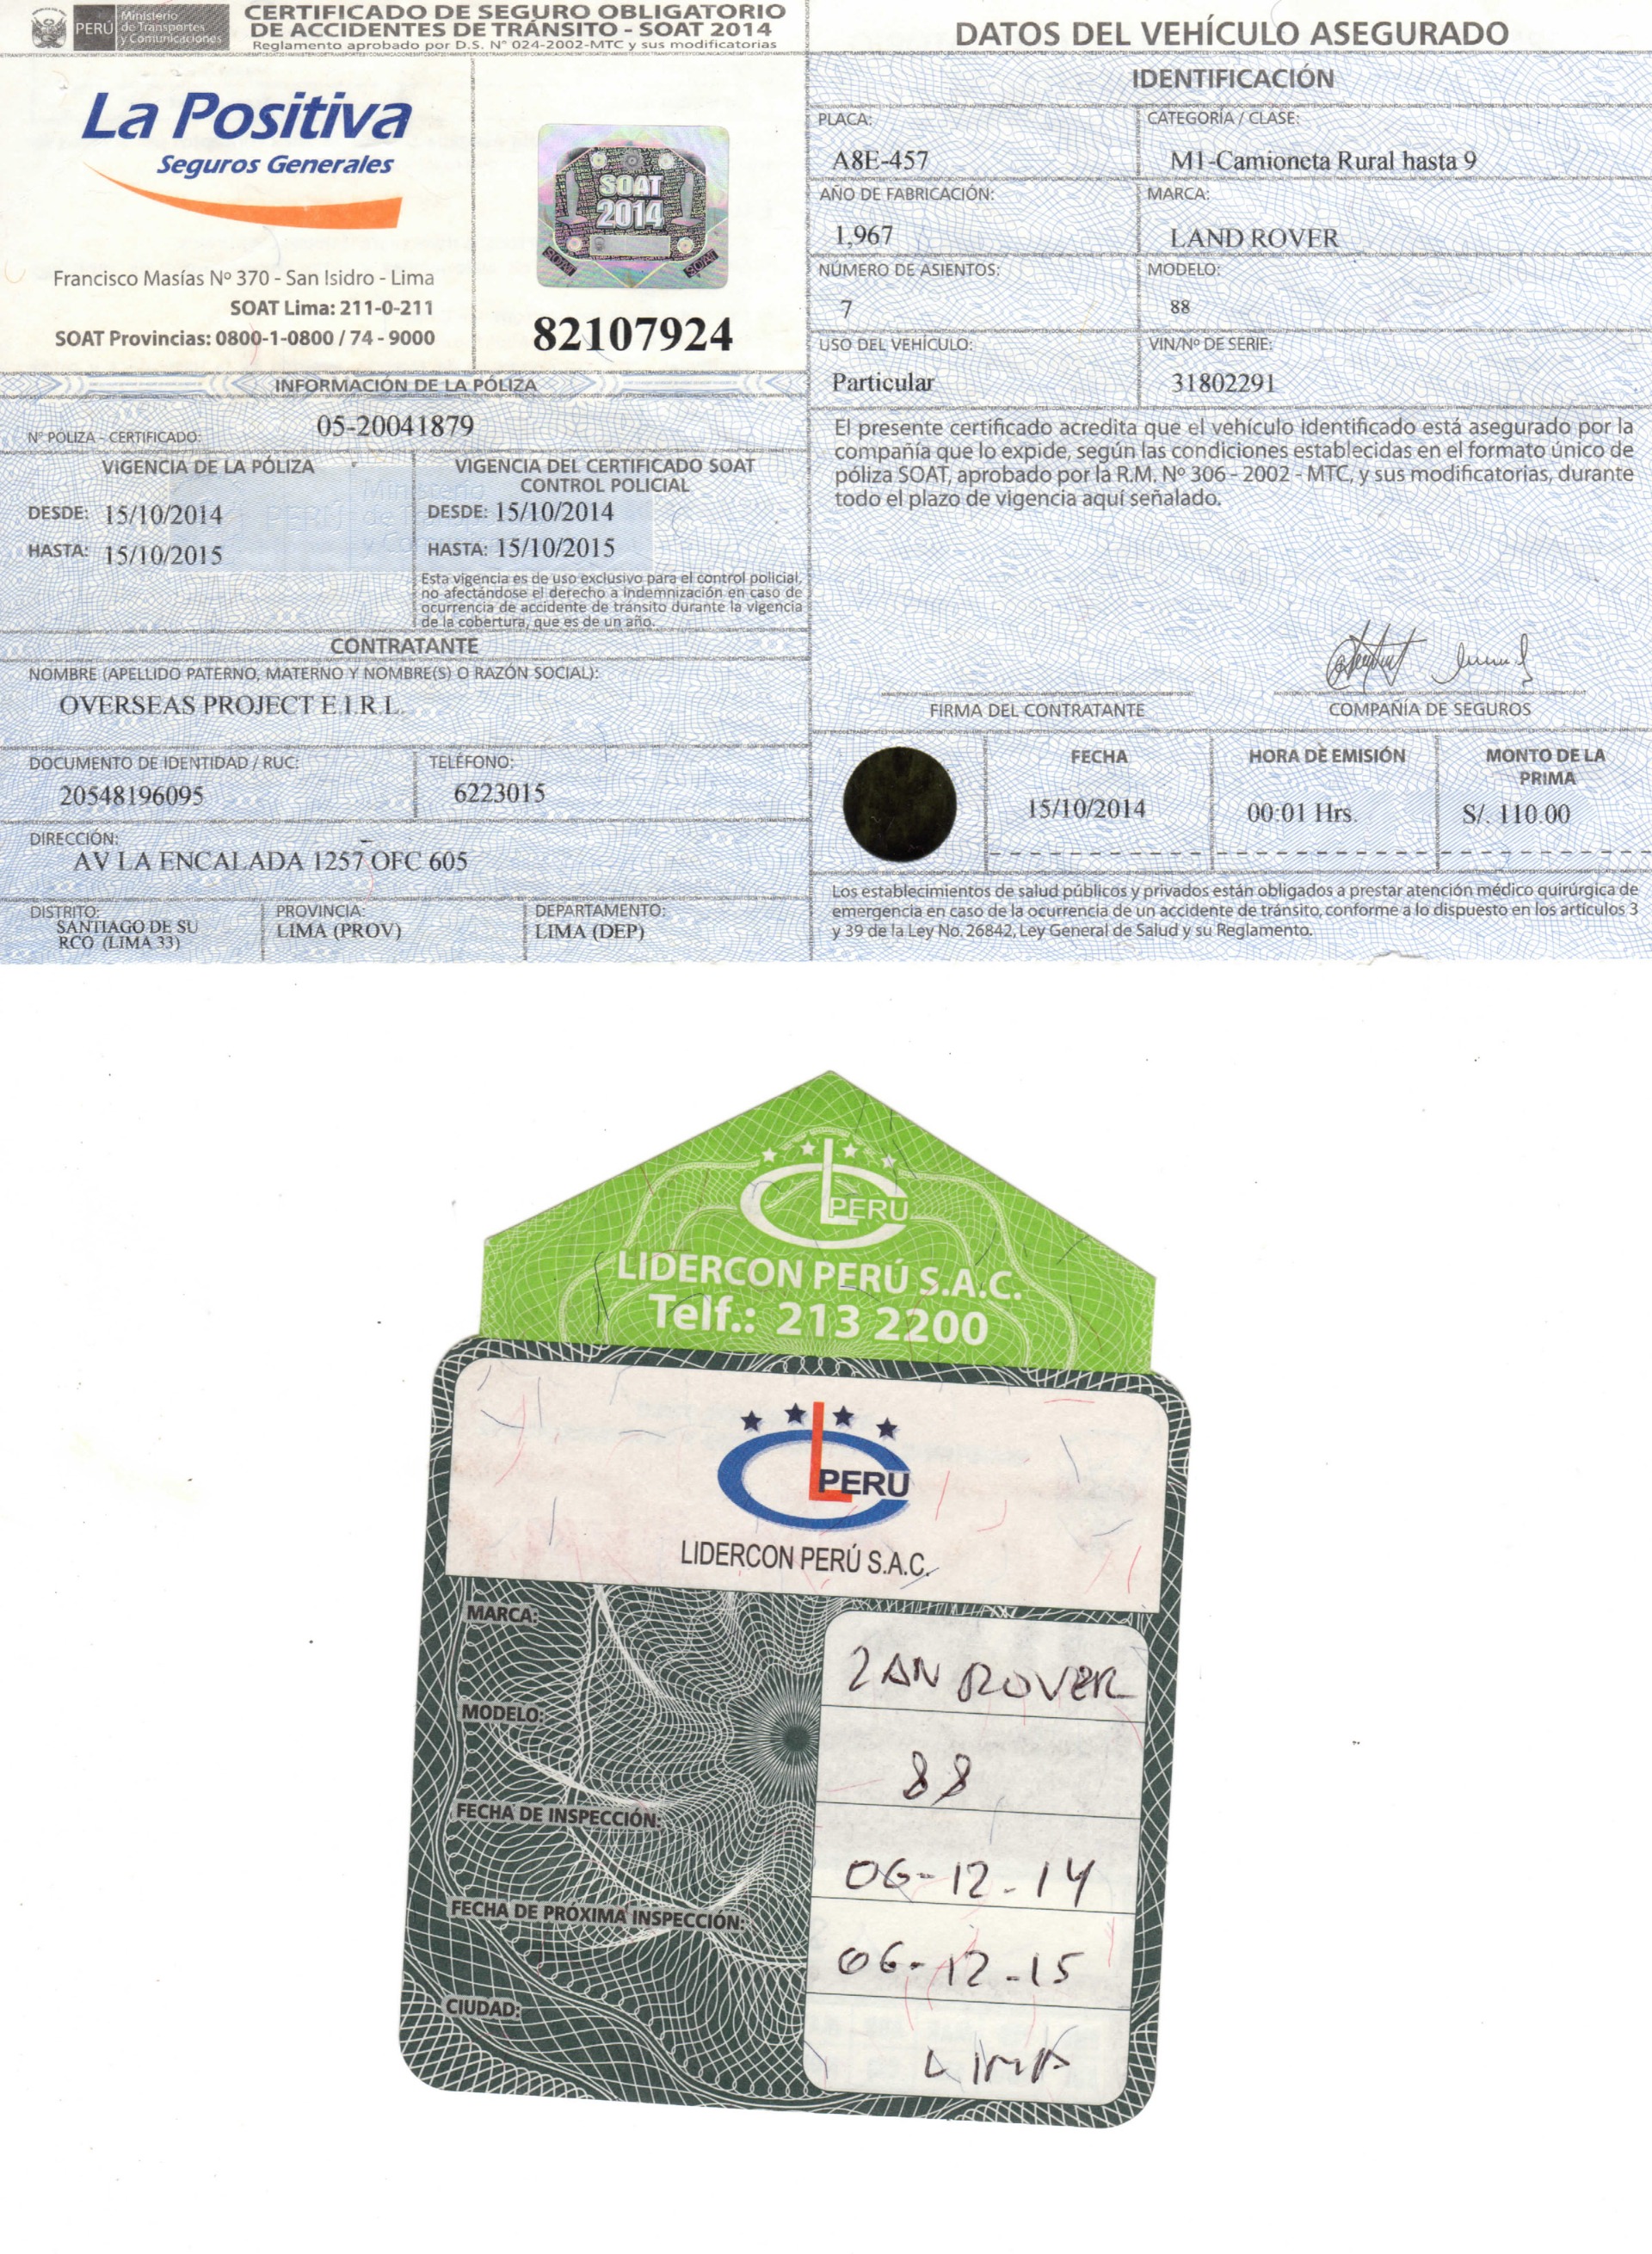 PERÚ
Ministerio
de Transportes
y Comunicaciones
CERTIFICADO DE SEGURO OBLIGATORIO
DE ACCIDENTES DE TRÁNSITO - SOAT 2014
Reglamento aprobado por D.S. N° 024-2002-MTC y sus modificatorias
La Positiva
Seguros Generales
Francisco Masías Nº 370 - San Isidro - Lima
SOAT Lima: 211-0-211
SOAT Provincias: 0800-1-0800 / 74 - 9000
SOAT
2014
SOAT
SOAT
82107924
INFORMACIÓN DE LA PÓLIZA
Nº POLIZA - CERTIFICADO: 05-20041879
VIGENCIA DE LA PÓLIZA
DESDE: 15/10/2014
HASTA: 15/10/2015
VIGENCIA DEL CERTIFICADO SOAT
CONTROL POLICIAL
DESDE: 15/10/2014
HASTA: 15/10/2015
Esta vigencia es de uso exclusivo para el control policial,
no afectándose el derecho a indemnización en caso de
ocurrencia de accidente de tránsito durante la vigencia
de la cobertura, que es de un año.
CONTRATANTE
NOMBRE (APELLIDO PATERNO, MATERNO Y NOMBRE(S) O RAZÓN SOCIAL):
OVERSEAS PROJECT E.I.R.L.
DOCUMENTO DE IDENTIDAD / RUC:
20548196095
TELÉFONO:
6223015
DIRECCIÓN:
AV LA ENCALADA 1257 OFC 605
DISTRITO:
SANTIAGO DE SU
RCO (LIMA 33)
PROVINCIA:
LIMA (PROV)
DEPARTAMENTO:
LIMA (DEP)
DATOS DEL VEHÍCULO ASEGURADO
IDENTIFICACIÓN
PLACA:
A8E-457
CATEGORÍA / CLASE:
M1-Camioneta Rural hasta 9
AÑO DE FABRICACIÓN:
1,967
MARCA:
LAND ROVER
NÚMERO DE ASIENTOS:
7
MODELO:
88
USO DEL VEHÍCULO:
Particular
VIN/Nº DE SERIE:
31802291
El presente certificado acredita que el vehículo identificado está asegurado por la
compañía que lo expide, según las condiciones establecidas en el formato único de
póliza SOAT, aprobado por la R.M. Nº 306 - 2002 - MTC, y sus modificatorias, durante
todo el plazo de vigencia aquí señalado.
FIRMA DEL CONTRATANTE
COMPAÑÍA DE SEGUROS
FECHA
15/10/2014
HORA DE EMISIÓN
00:01 Hrs.
MONTO DE LA
PRIMA
S/. 110.00
Los establecimientos de salud públicos y privados están obligados a prestar atención médico quirúrgica de
emergencia en caso de la ocurrencia de un accidente de tránsito, conforme a lo dispuesto en los artículos 3
y 39 de la Ley No. 26842, Ley General de Salud y su Reglamento.
PERU
LIDERCON PERÚ S.A.C.
Telf.: 213 2200
PERU
LIDERCON PERÚ S.A.C.
MARCA: LAN ROVER
MODELO: 88
FECHA DE INSPECCIÓN: 06-12-14
FECHA DE PRÓXIMA INSPECCIÓN: 06-12-15
CIUDAD: LIMA